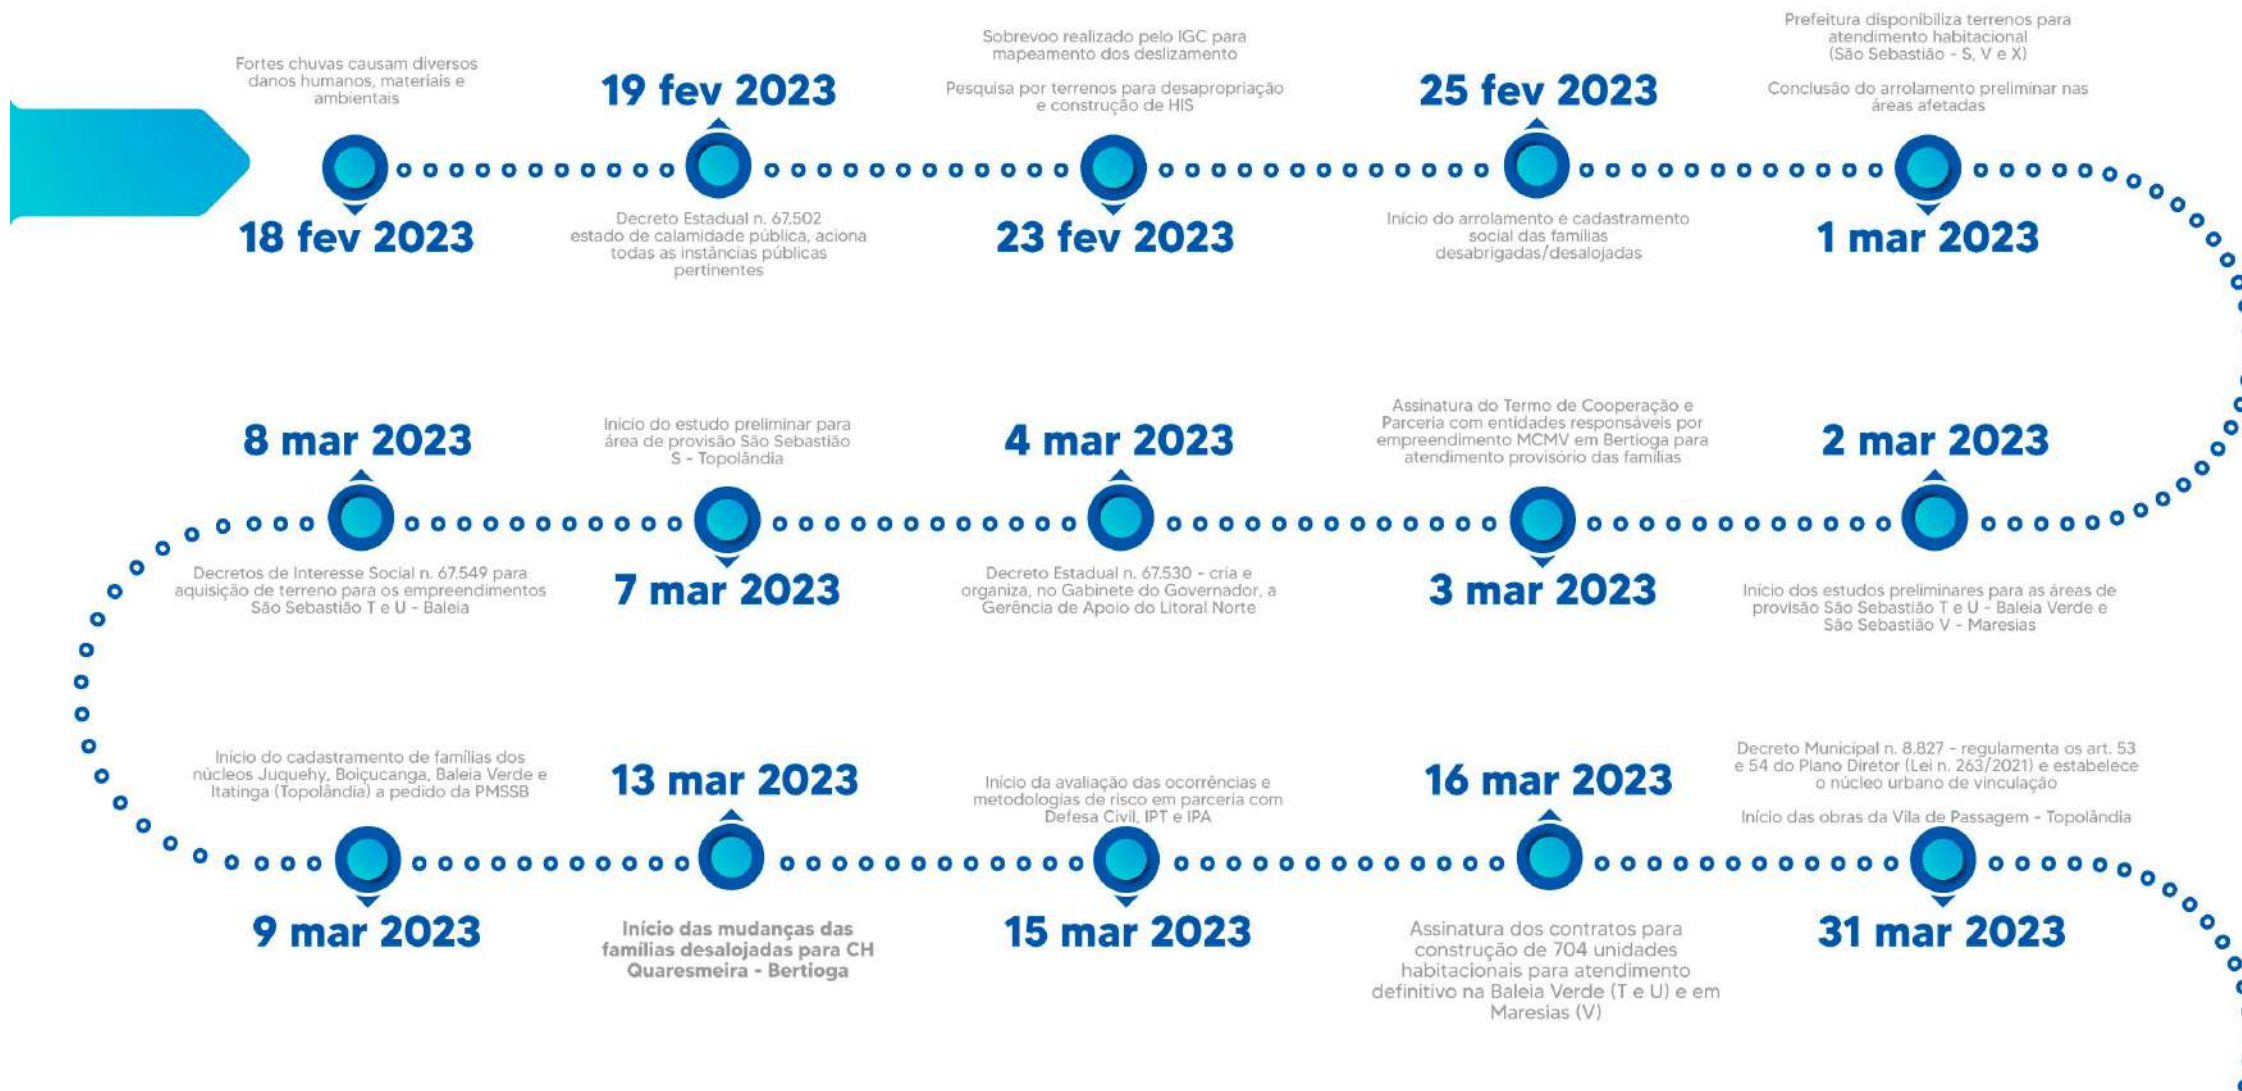 Fortes chuvas causam diversos
danos humanos, materiais e
ambientais
18 fev 2023
19 fev 2023
Decreto Estadual n. 67.502
estado de calamidade pública, aciona
todas as instâncias públicas
pertinentes
Sobrevoo realizado pelo IGC para
mapeamento dos deslizamento
Pesquisa por terrenos para desapropriação
e construção de HIS
23 fev 2023
25 fev 2023
Início do arrolamento e cadastramento
social das famílias
desabrigadas/desalojadas
Prefeitura disponibiliza terrenos para
atendimento habitacional
(São Sebastião - S, V e X)
Conclusão do arrolamento preliminar nas
áreas afetadas
1 mar 2023
2 mar 2023
Início dos estudos preliminares para as áreas de
provisão São Sebastião T e U - Baleia Verde e
São Sebastião V - Maresias
Assinatura do Termo de Cooperação e
Parceria com entidades responsáveis por
empreendimento MCMV em Bertioga para
atendimento provisório das famílias
3 mar 2023
4 mar 2023
Decreto Estadual n. 67.530 - cria e
organiza, no Gabinete do Governador, a
Gerência de Apoio do Litoral Norte
Início do estudo preliminar para
área de provisão São Sebastião
S - Topolândia
7 mar 2023
8 mar 2023
Decretos de Interesse Social n. 67.549 para
aquisição de terreno para os empreendimentos
São Sebastião T e U - Baleia
Início do cadastramento de famílias dos
núcleos Juquehy, Boiçucanga, Baleia Verde e
Itatinga (Topolândia) a pedido da PMSSB
9 mar 2023
13 mar 2023
Início das mudanças das
famílias desalojadas para CH
Quaresmeira - Bertioga
Início da avaliação das ocorrências e
metodologias de risco em parceria com
Defesa Civil, IPT e IPA
15 mar 2023
16 mar 2023
Assinatura dos contratos para
construção de 704 unidades
habitacionais para atendimento
definitivo na Baleia Verde (T e U) e em
Maresias (V)
Decreto Municipal n. 8.827 - regulamenta os art. 53
e 54 do Plano Diretor (Lei n. 263/2021) e estabelece
o núcleo urbano de vinculação
Início das obras da Vila de Passagem - Topolândia
31 mar 2023